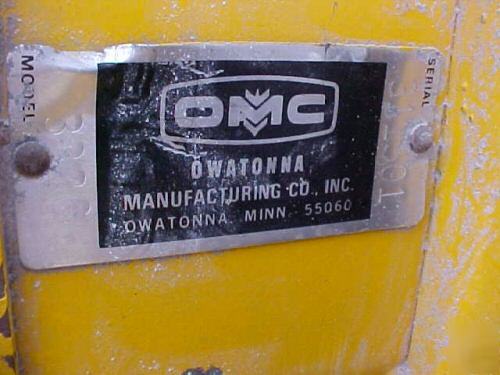 MODEL
OMC
OWATONNA
MANUFACTURING CO., INC.
OWATONNA MINN 55060
SERIAL